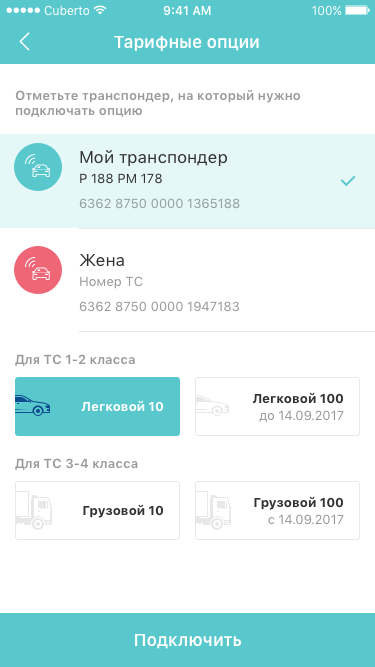 Cuberto 9:41 AM 100%
Тарифные опции
Отметьте транспондер, на который нужно
подключать опцию
Мой транспондер
Р 188 РМ 178
6362 8750 0000 1365188
Жена
Номер ТС
6362 8750 0000 1947183
Для ТС 1-2 класса
Легковой 10
Легковой 100
до 14.09.2017
Для ТС 3-4 класса
Грузовой 10
Грузовой 100
с 14.09.2017
Подключить